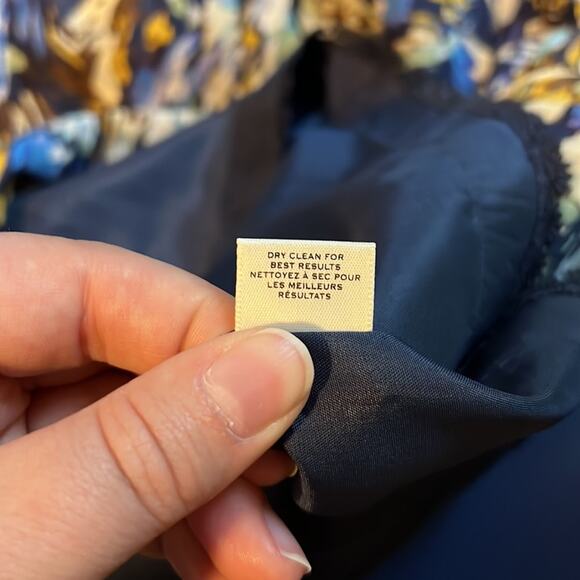 DRY CLEAN FOR
BEST RESULTS
NETTOYEZ À SEC POUR
LES MEILLEURS
RÉSULTATS